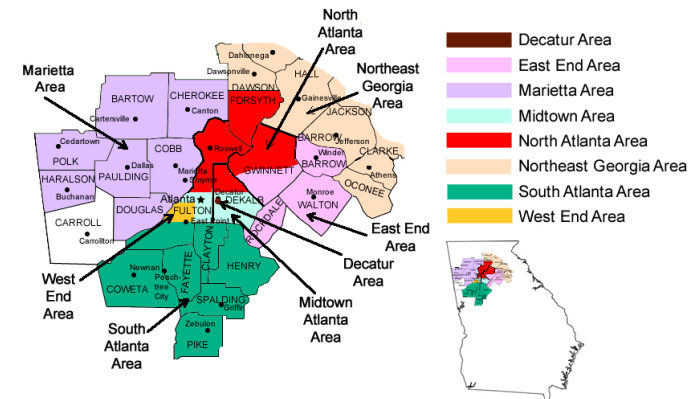 North
Atlanta
Area
Marietta
Area
Northeast
Georgia
Area
Dahlonega
Dawsonville
HALL
DAWSON
CHEROKEE
Canton
BARTOW
Cartersville
FORSYTH
Gainesville
JACKSON
Jefferson
BARROW
Winder
BARROW
CLARKE
Athens
OCONEE
Cedartown
POLK
HARALSON
Buchanan
PAULDING
Dallas
COBB
Marietta
Smyrna
Roswell
GWINNETT
Monroe
WALTON
CARROLL
Carrollton
DOUGLAS
Atlanta
FULTON
East Point
Decatur
DEKALB
ROCKDALE
East End
Area
Decatur
Area
West
End
Area
Midtown
Atlanta
Area
South
Atlanta
Area
Newnan
COWETA
Peach-
tree
City
FAYETTE
CLAYTON
HENRY
SPALDING
Griffin
Zebulon
PIKE
Decatur Area
East End Area
Marietta Area
Midtown Area
North Atlanta Area
Northeast Georgia Area
South Atlanta Area
West End Area